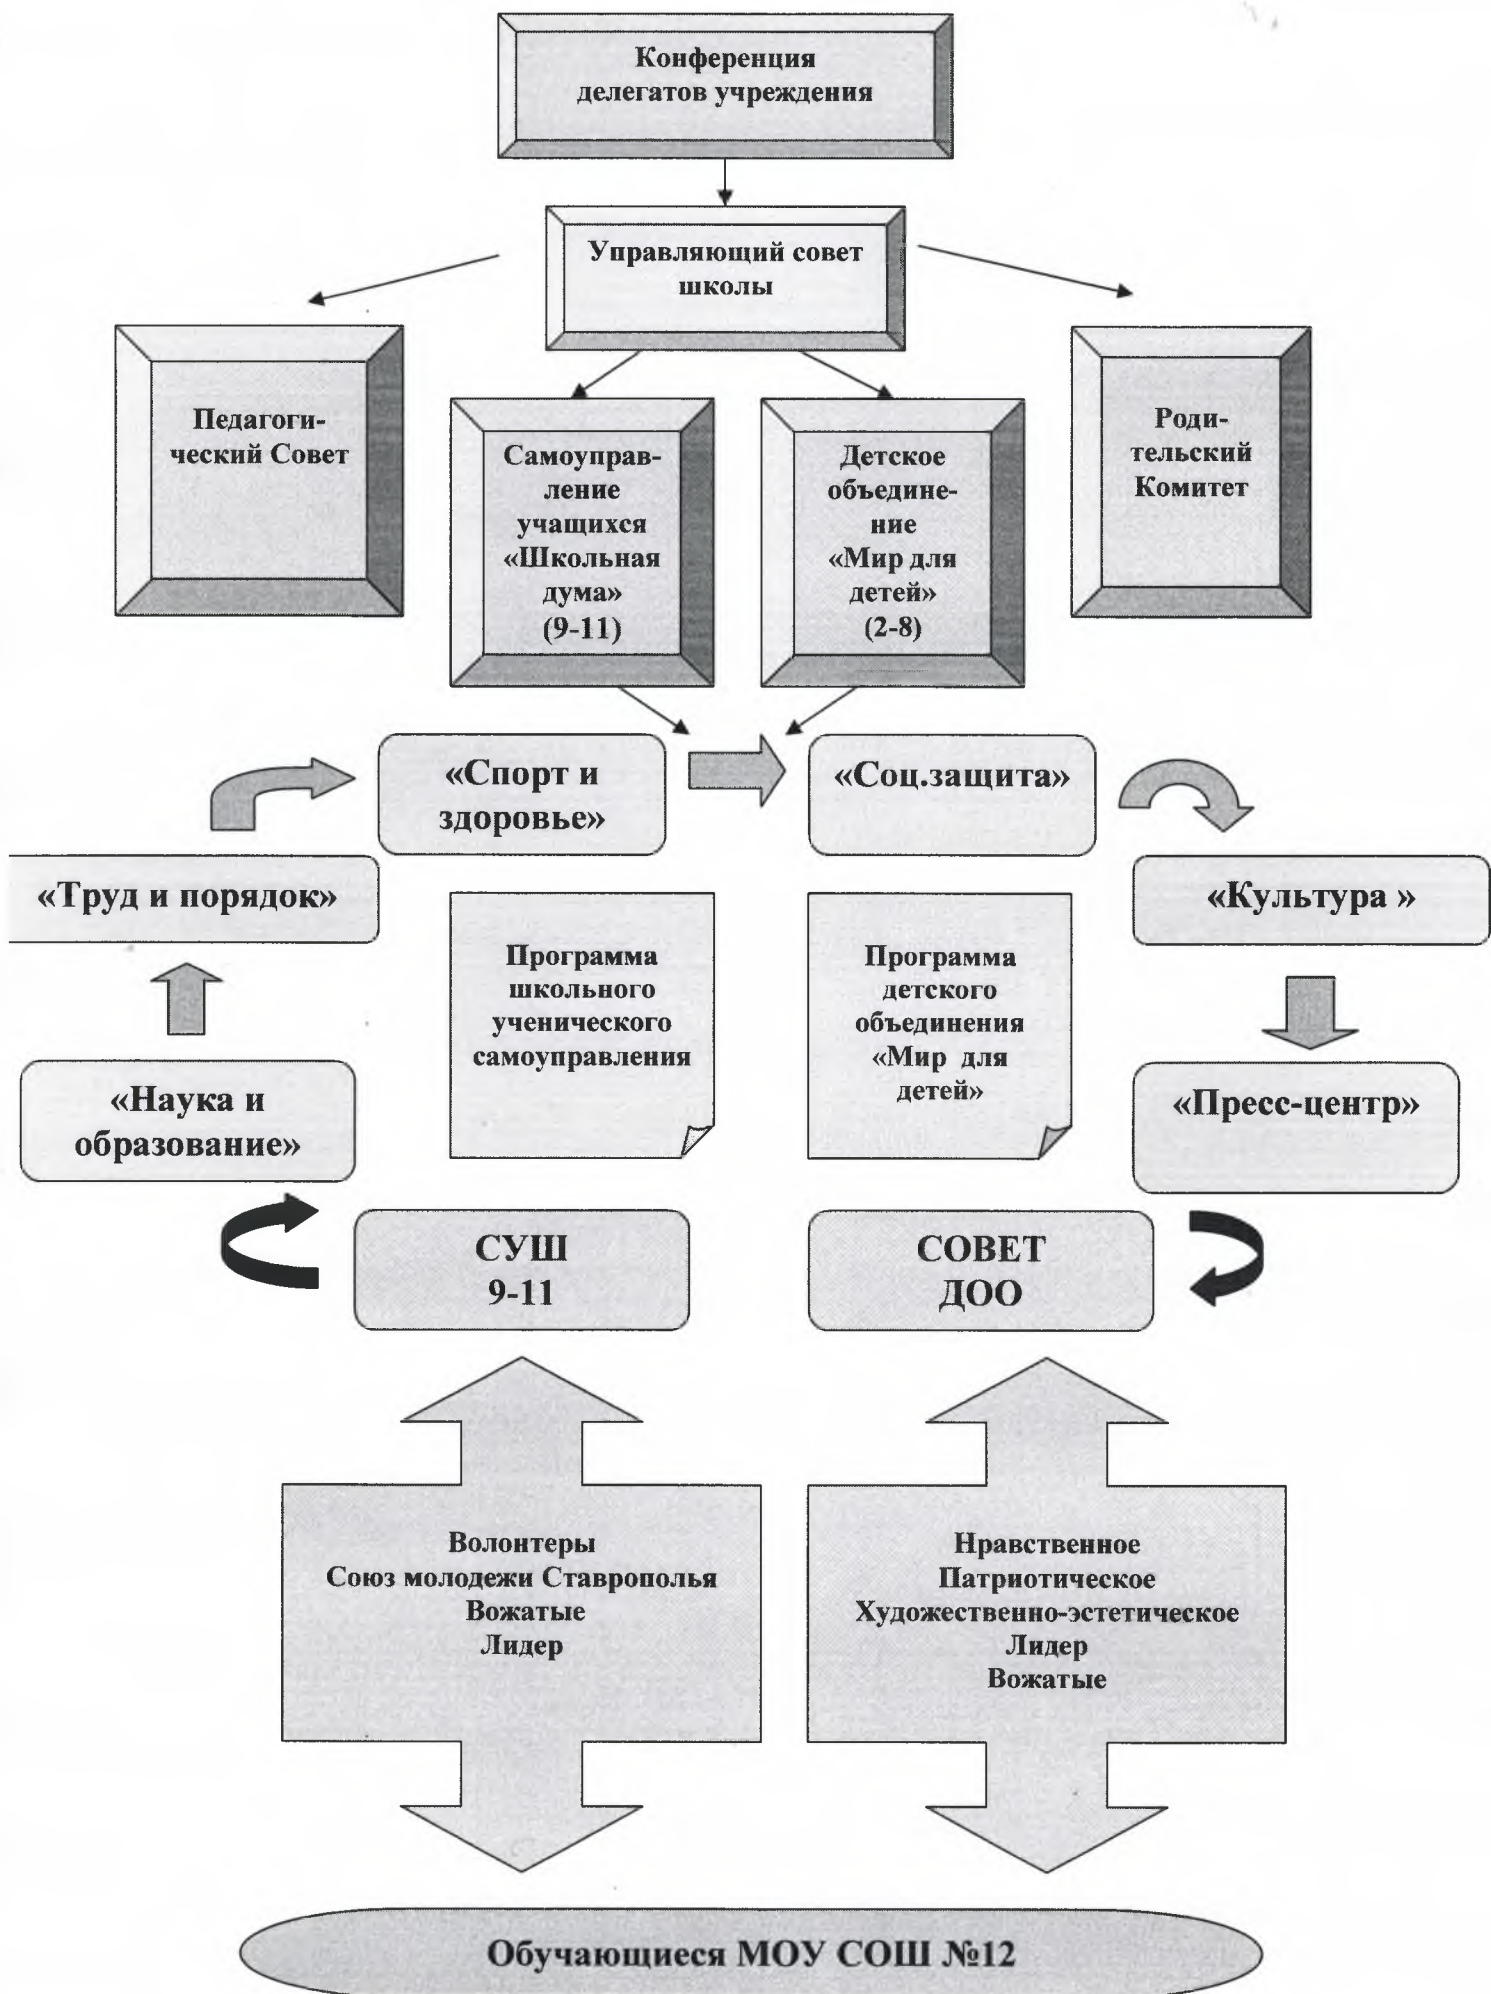 Конференция
делегатов учреждения
Управляющий совет
школы
Педагоги-
ческий Совет
Самоуправ-
ление
учащихся
«Школьная
дума»
(9-11)
Детское
объедине-
ние
«Мир для
детей»
(2-8)
Роди-
тельский
Комитет
«Спорт и
здоровье»
«Соц.защита»
«Труд и порядок»
«Культура »
Программа
школьного
ученического
самоуправления
Программа
детского
объединения
«Мир для
детей»
«Наука и
образование»
«Пресс-центр»
СУШ
9-11
СОВЕТ
ДОО
Волонтеры
Союз молодежи Ставрополья
Вожатые
Лидер
Нравственное
Патриотическое
Художественно-эстетическое
Лидер
Вожатые
Обучающиеся МОУ СОШ №12